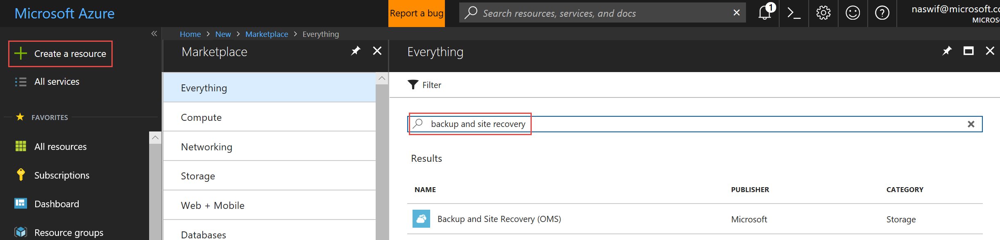 Microsoft Azure
Report a bug
Search resources, services, and docs
1
naswif@microsoft.co
MICROS
Home > New > Marketplace > Everything
Create a resource
All services
FAVORITES
All resources
Subscriptions
Dashboard
Resource groups
Marketplace
Everything
Compute
Networking
Storage
Web + Mobile
Databases
Everything
Filter
backup and site recovery
Results
NAME PUBLISHER CATEGORY
Backup and Site Recovery (OMS) Microsoft Storage